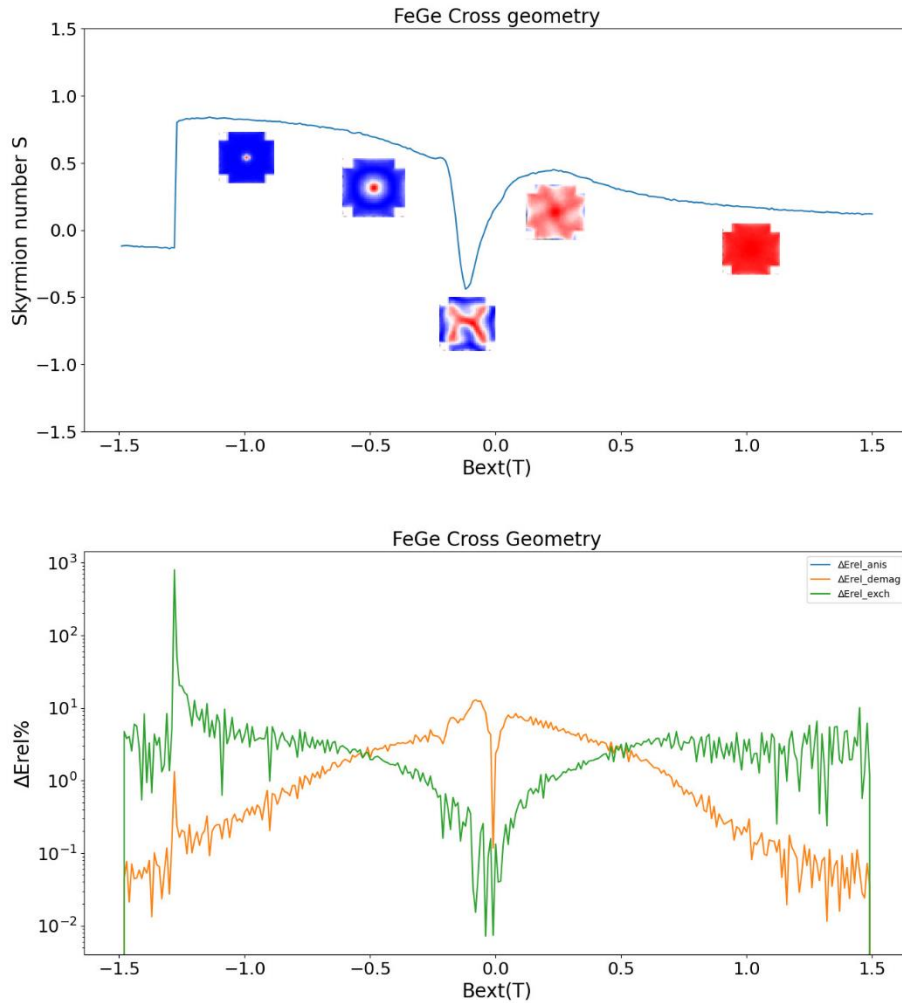 FeGe Cross geometry
1.5
1.0
0.5
0.0
−0.5
−1.0
−1.5
Skyrmion number S
−1.5 −1.0 −0.5 0.0 0.5 1.0 1.5
Bext(T)
FeGe Cross Geometry
10³
10²
10¹
10⁰
10⁻¹
10⁻²
ΔErel%
ΔErel_anis
ΔErel_demag
ΔErel_exch
−1.5 −1.0 −0.5 0.0 0.5 1.0 1.5
Bext(T)